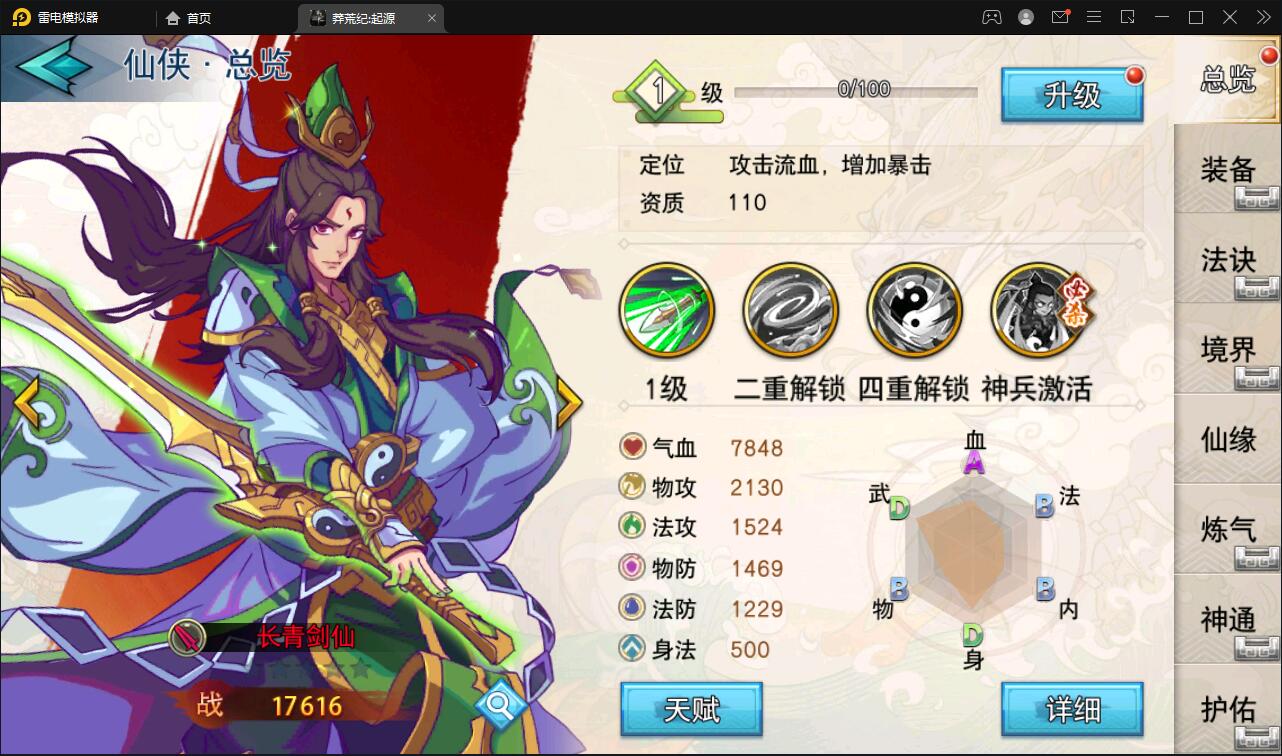 雷电模拟器
首页
莽荒纪:起源
仙侠·总览
1 级
0/100
升级
定位 攻击流血，增加暴击
资质 110
必杀
1级 二重解锁 四重解锁 神兵激活
气血 7848
物攻 2130
法攻 1524
物防 1469
法防 1229
身法 500
血 A
法 B
内 B
身 D
物 B
武 D
长青剑仙
战 17616
天赋
详细
总览
装备
法诀
境界
仙缘
炼气
神通
护佑